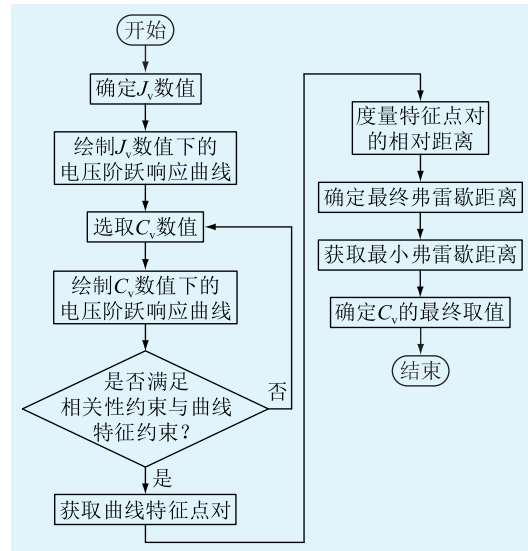 开始
确定Jv数值
绘制Jv数值下的
电压阶跃响应曲线
选取Cv数值
绘制Cv数值下的
电压阶跃响应曲线
是否满足
相关性约束与曲线
特征约束？
否
是
获取曲线特征点对
度量特征点对
的相对距离
确定最终弗雷歇距离
获取最小弗雷歇距离
确定Cv的最终取值
结束